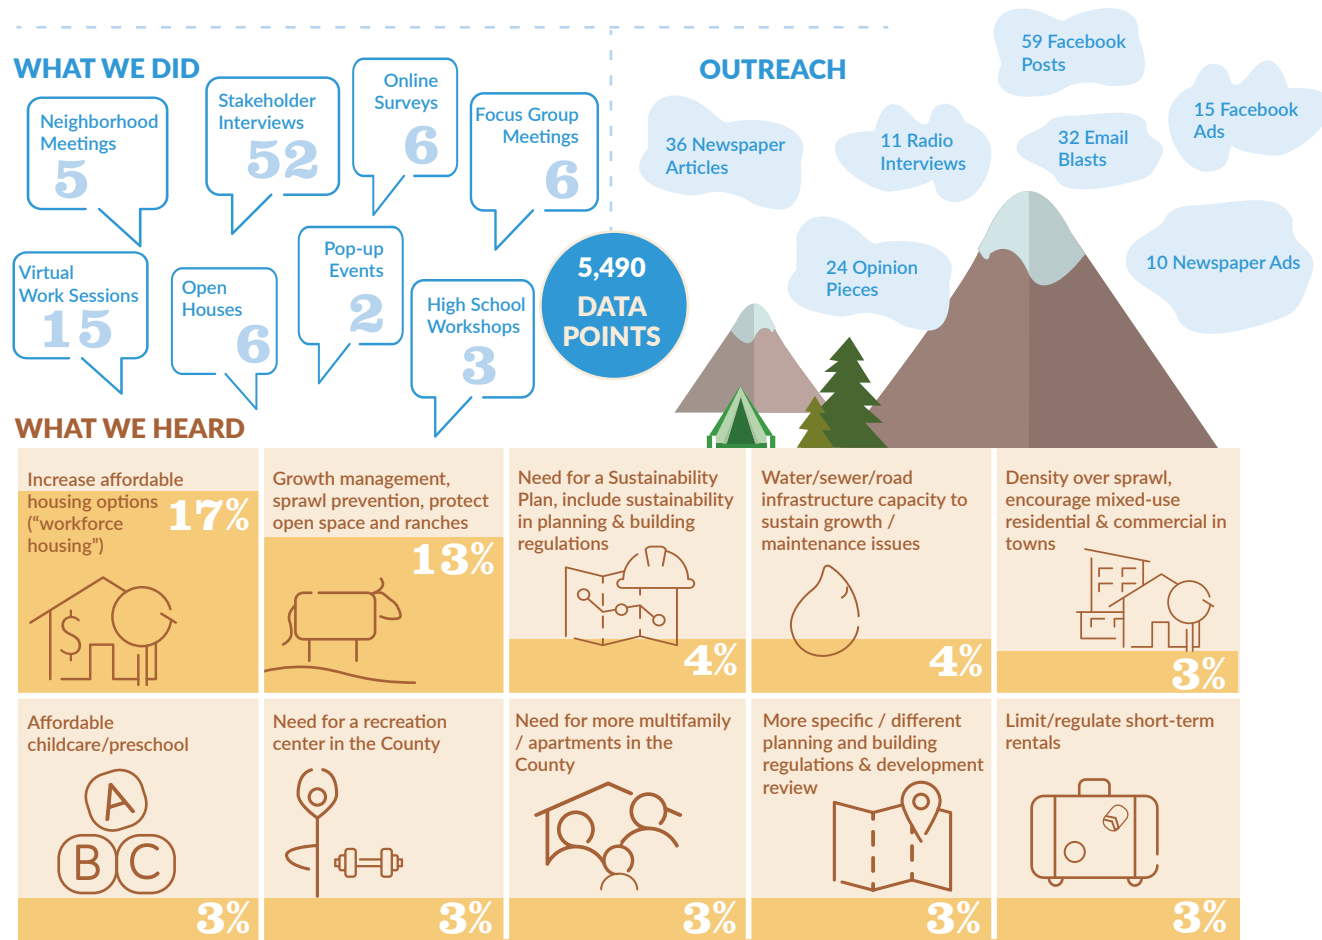 WHAT WE DID
Neighborhood
Meetings
5
Stakeholder
Interviews
52
Online
Surveys
6
Focus Group
Meetings
6
Virtual
Work Sessions
15
Open
Houses
6
Pop-up
Events
2
High School
Workshops
3
5,490
DATA
POINTS
OUTREACH
59 Facebook
Posts
36 Newspaper
Articles
11 Radio
Interviews
32 Email
Blasts
15 Facebook
Ads
24 Opinion
Pieces
10 Newspaper Ads
WHAT WE HEARD
Increase affordable
housing options
(“workforce
housing”)
17%
Growth management,
sprawl prevention, protect
open space and ranches
13%
Need for a Sustainability
Plan, include sustainability
in planning & building
regulations
4%
Water/sewer/road
infrastructure capacity to
sustain growth /
maintenance issues
4%
Density over sprawl,
encourage mixed-use
residential & commercial in
towns
3%
Affordable
childcare/preschool
A
B C
3%
Need for a recreation
center in the County
3%
Need for more multifamily
/ apartments in the
County
3%
More specific / different
planning and building
regulations & development
review
3%
Limit/regulate short-term
rentals
3%